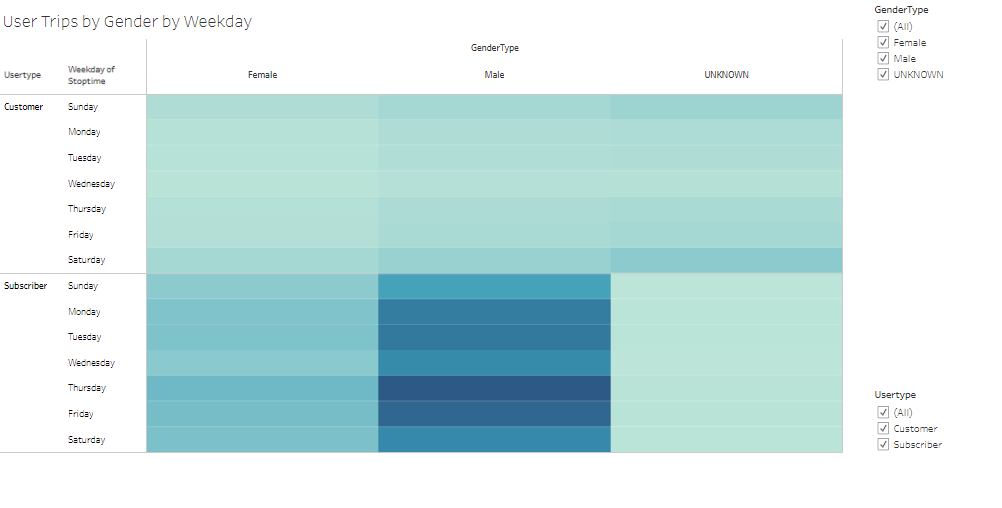 User Trips by Gender by Weekday
GenderType
Usertype
Weekday of
Stoptime
Female
Male
UNKNOWN
Customer
Sunday
Monday
Tuesday
Wednesday
Thursday
Friday
Saturday
Subscriber
Sunday
Monday
Tuesday
Wednesday
Thursday
Friday
Saturday
GenderType
(All)
Female
Male
UNKNOWN
Usertype
(All)
Customer
Subscriber